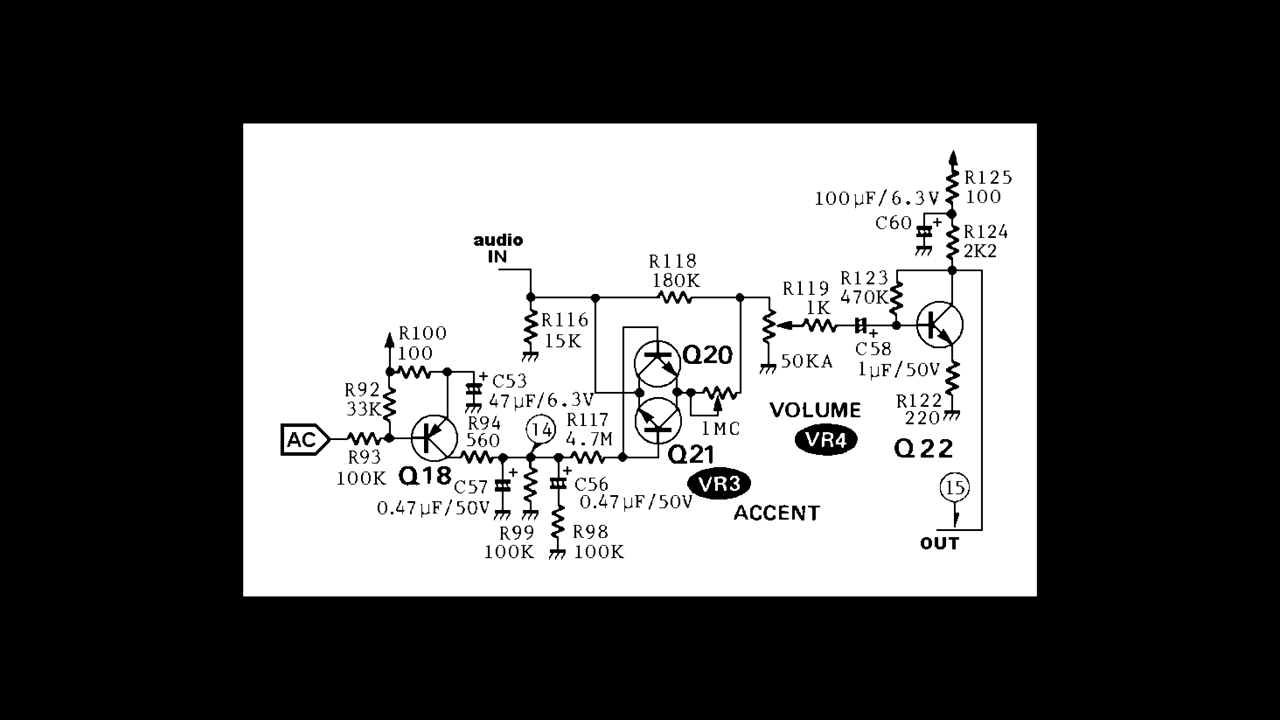 R125
100
100µF/6.3V
C60
R124
2K2
audio
IN
R118
180K
R123
470K
R119
1K
R116
15K
C58
1µF/50V
50KA
Q20
R100
100
C53
47µF/6.3V
R92
33K
R122
220
1MC
VOLUME
VR4
Q22
AC
R94
560
14
R117
4.7M
Q21
R93
100K
Q18
C57
0.47µF/50V
C56
0.47µF/50V
VR3
ACCENT
15
R99
100K
R98
100K
OUT